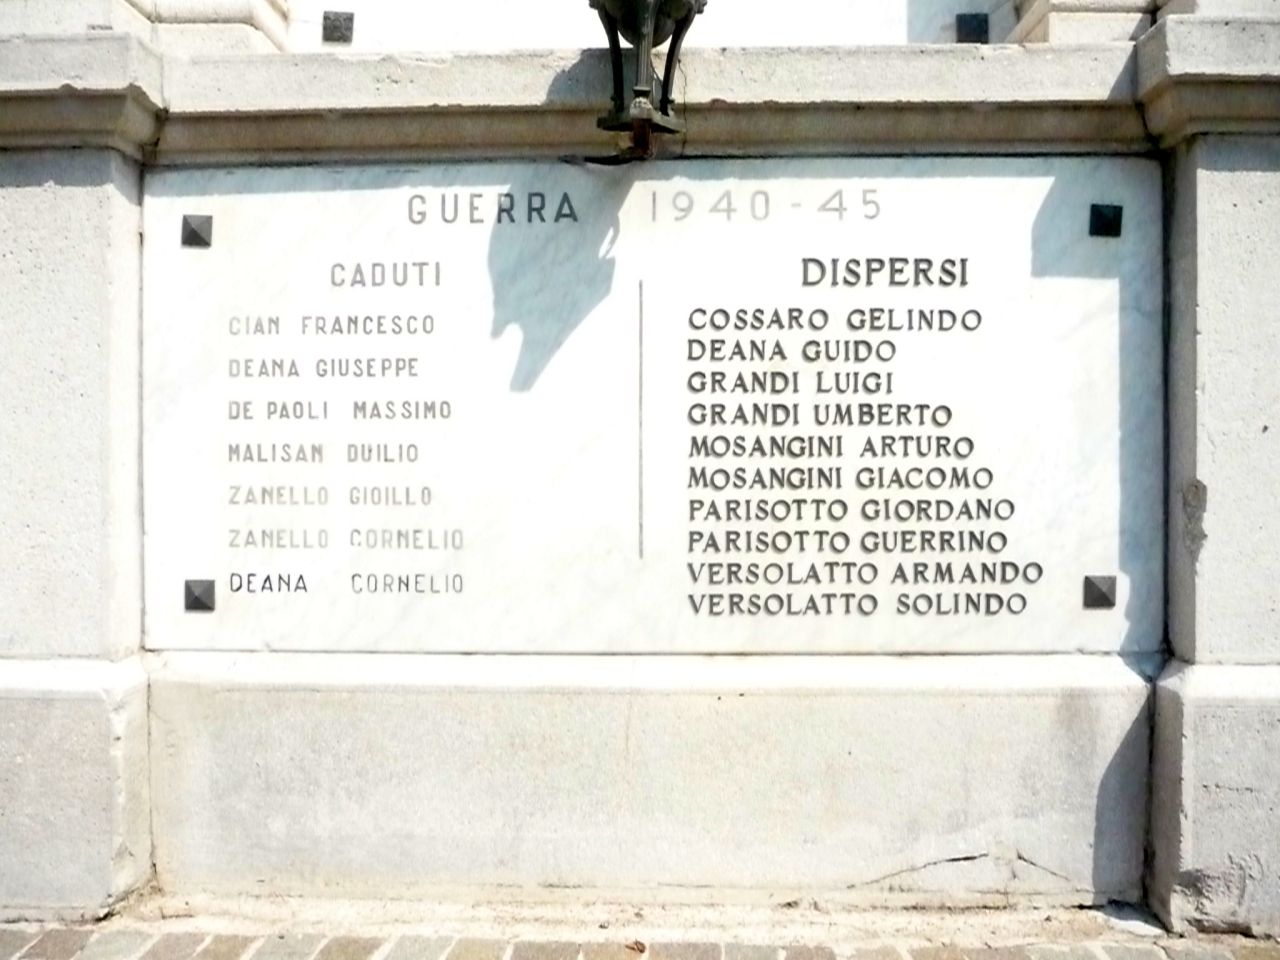 GUERRA 1940-45
CADUTI
CIAN FRANCESCO
DEANA GIUSEPPE
DE PAOLI MASSIMO
MALISAN DUILIO
ZANELLO GIOILLO
ZANELLO CORNELIO
DEANA CORNELIO
DISPERSI
COSSARO GELINDO
DEANA GUIDO
GRANDI LUIGI
GRANDI UMBERTO
MOSANGINI ARTURO
MOSANGINI GIACOMO
PARISOTTO GIORDANO
PARISOTTO GUERRINO
VERSOLATTO ARMANDO
VERSOLATTO SOLINDO